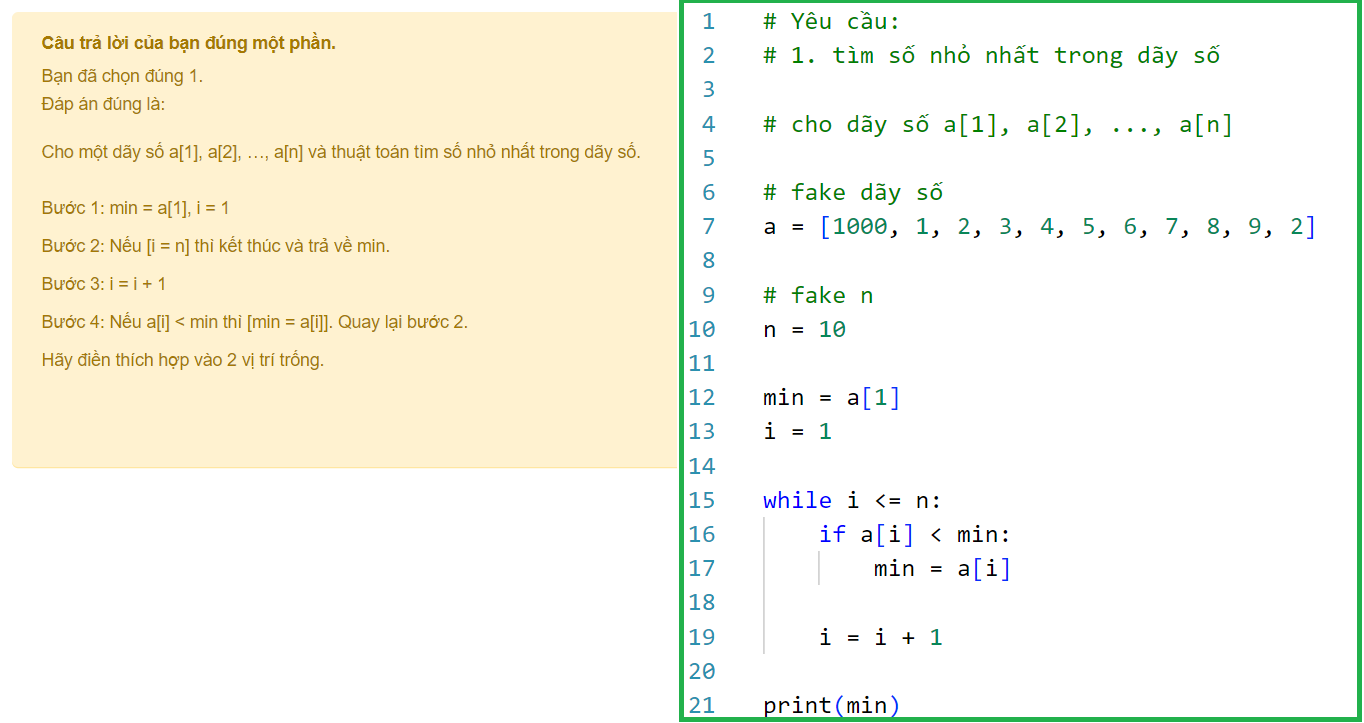 Câu trả lời của bạn đúng một phần.
Bạn đã chọn đúng 1.
Đáp án đúng là:
Cho một dãy số a[1], a[2], …, a[n] và thuật toán tìm số nhỏ nhất trong dãy số.
Bước 1: min = a[1], i = 1
Bước 2: Nếu [i = n] thì kết thúc và trả về min.
Bước 3: i = i + 1
Bước 4: Nếu a[i] < min thì [min = a[i]]. Quay lại bước 2.
Hãy điền thích hợp vào 2 vị trí trống.
1 # Yêu cầu:
2 # 1. tìm số nhỏ nhất trong dãy số
3
4 # cho dãy số a[1], a[2], ..., a[n]
5
6 # fake dãy số
7 a = [1000, 1, 2, 3, 4, 5, 6, 7, 8, 9, 2]
8
9 # fake n
10 n = 10
11
12 min = a[1]
13 i = 1
14
15 while i <= n:
16     if a[i] < min:
17         min = a[i]
18
19     i = i + 1
20
21 print(min)